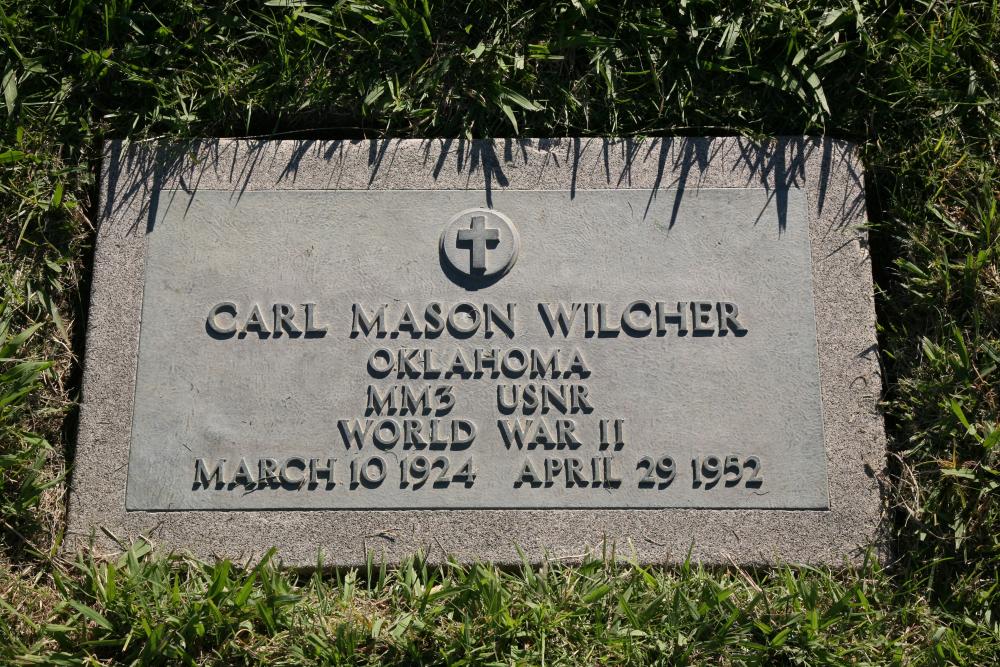 CARL MASON WILCHER
OKLAHOMA
MM3 USNR
WORLD WAR II
MARCH 10 1924 APRIL 29 1952